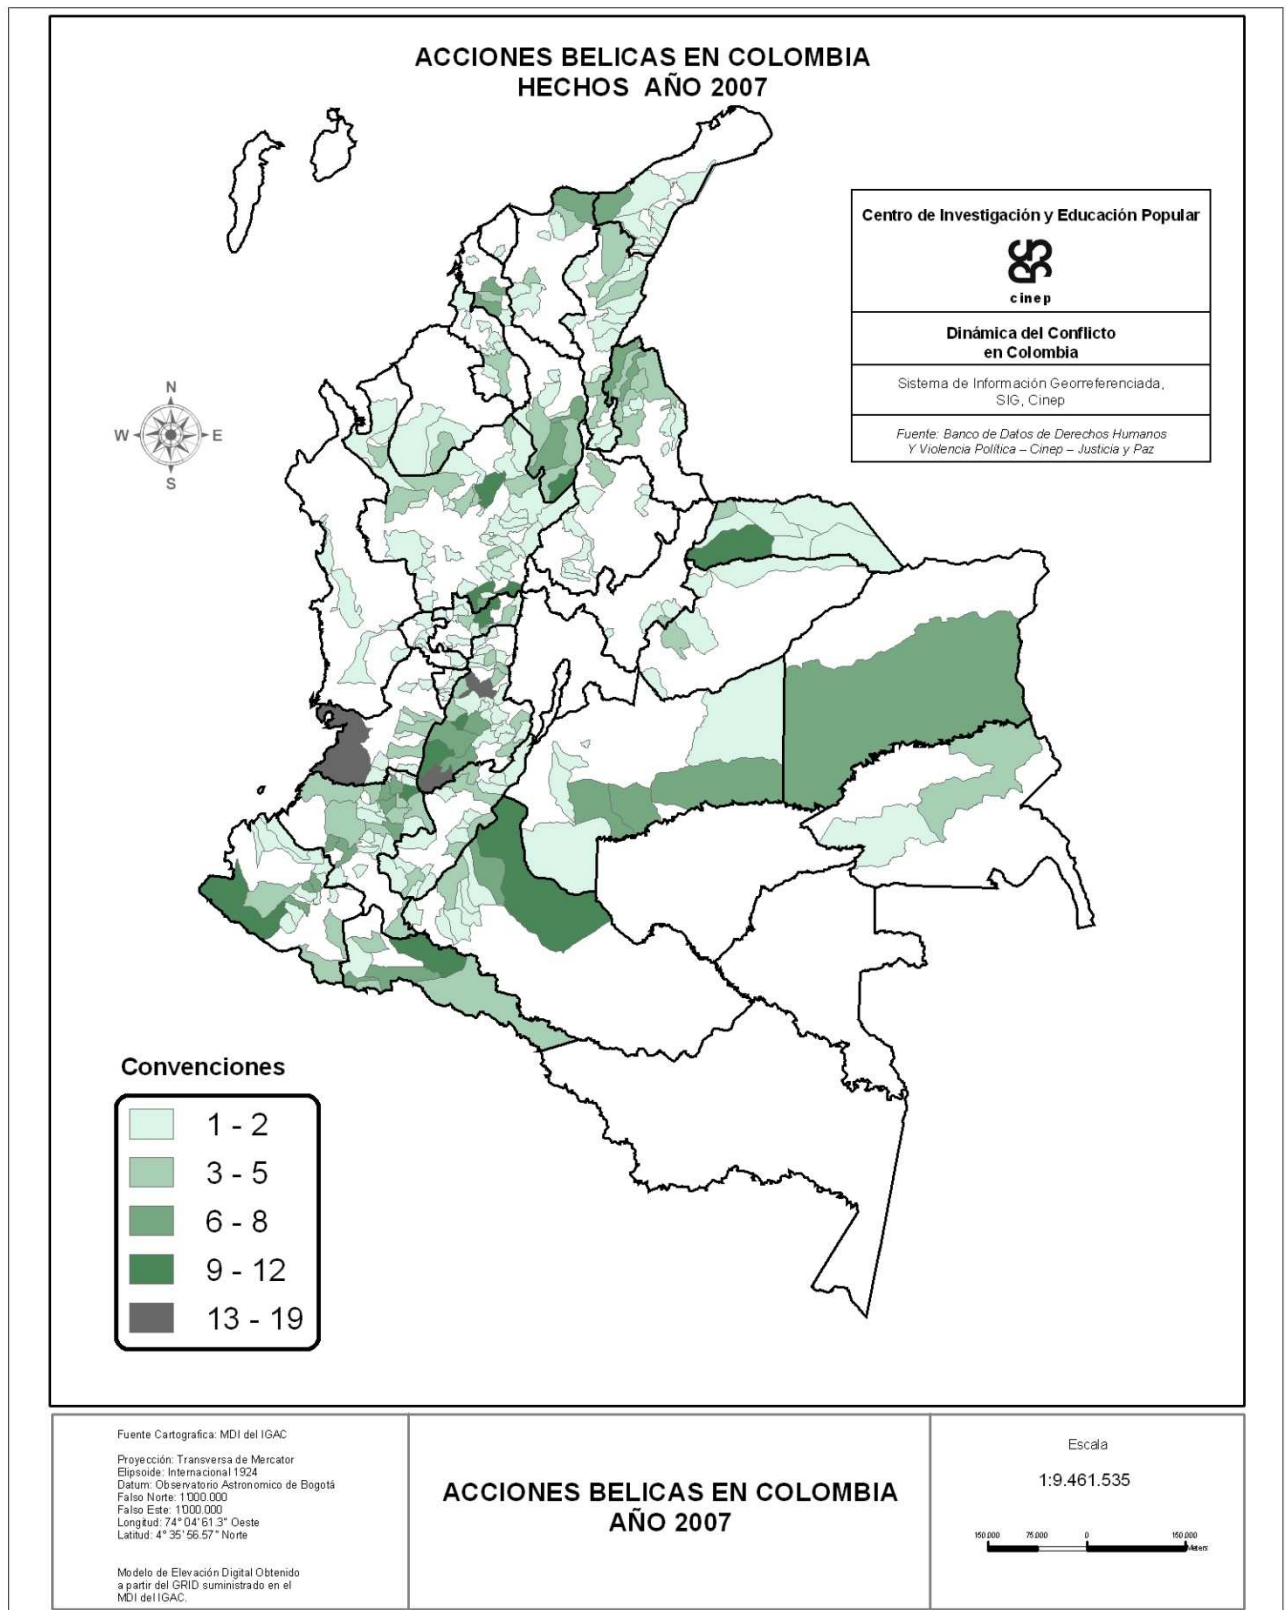 ACCIONES BELICAS EN COLOMBIA
HECHOS AÑO 2007
Centro de Investigación y Educación Popular
cinep
Dinámica del Conflicto
en Colombia
Sistema de Información Georreferenciada,
SIG, Cinep
Fuente: Banco de Datos de Derechos Humanos
Y Violencia Política – Cinep – Justicia y Paz
N
W
E
S
Convenciones
1 - 2
3 - 5
6 - 8
9 - 12
13 - 19
Fuente Cartografica: MDI del IGAC
Proyección: Transversa de Mercator
Elipsoide: Internacional 1924
Datum: Observatorio Astronomico de Bogotá
Falso Norte: 1'000.000
Falso Este: 1'000.000
Longitud: 74° 04' 61.3" Oeste
Latitud: 4° 35' 56.57" Norte
Modelo de Elevación Digital Obtenido
a partir del GRID suministrado en el
MDI del IGAC.
ACCIONES BELICAS EN COLOMBIA
AÑO 2007
Escala
1:9.461.535
150.000 75.000 0 150.000
Meters